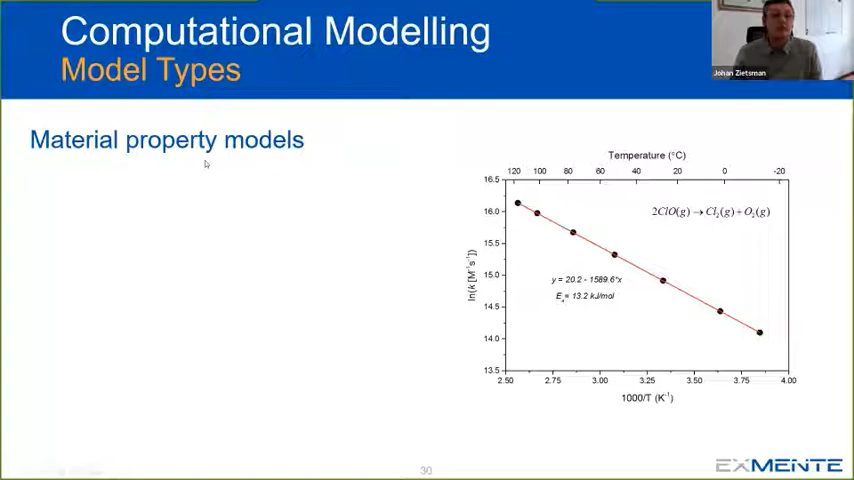 Computational Modelling
Model Types
Johan Zietsman
Material property models
Temperature (°C)
120 100 80 60 40 20 0 -20
16.5
16.0
15.5
15.0
14.5
14.0
13.5
ln(k [M⁻¹s⁻¹])
2ClO(g) → Cl₂(g) + O₂(g)
y = 20.2 - 1589.6*x
Eₐ = 13.2 kJ/mol
2.50 2.75 3.00 3.25 3.50 3.75 4.00
1000/T (K⁻¹)
30
EXMENTE